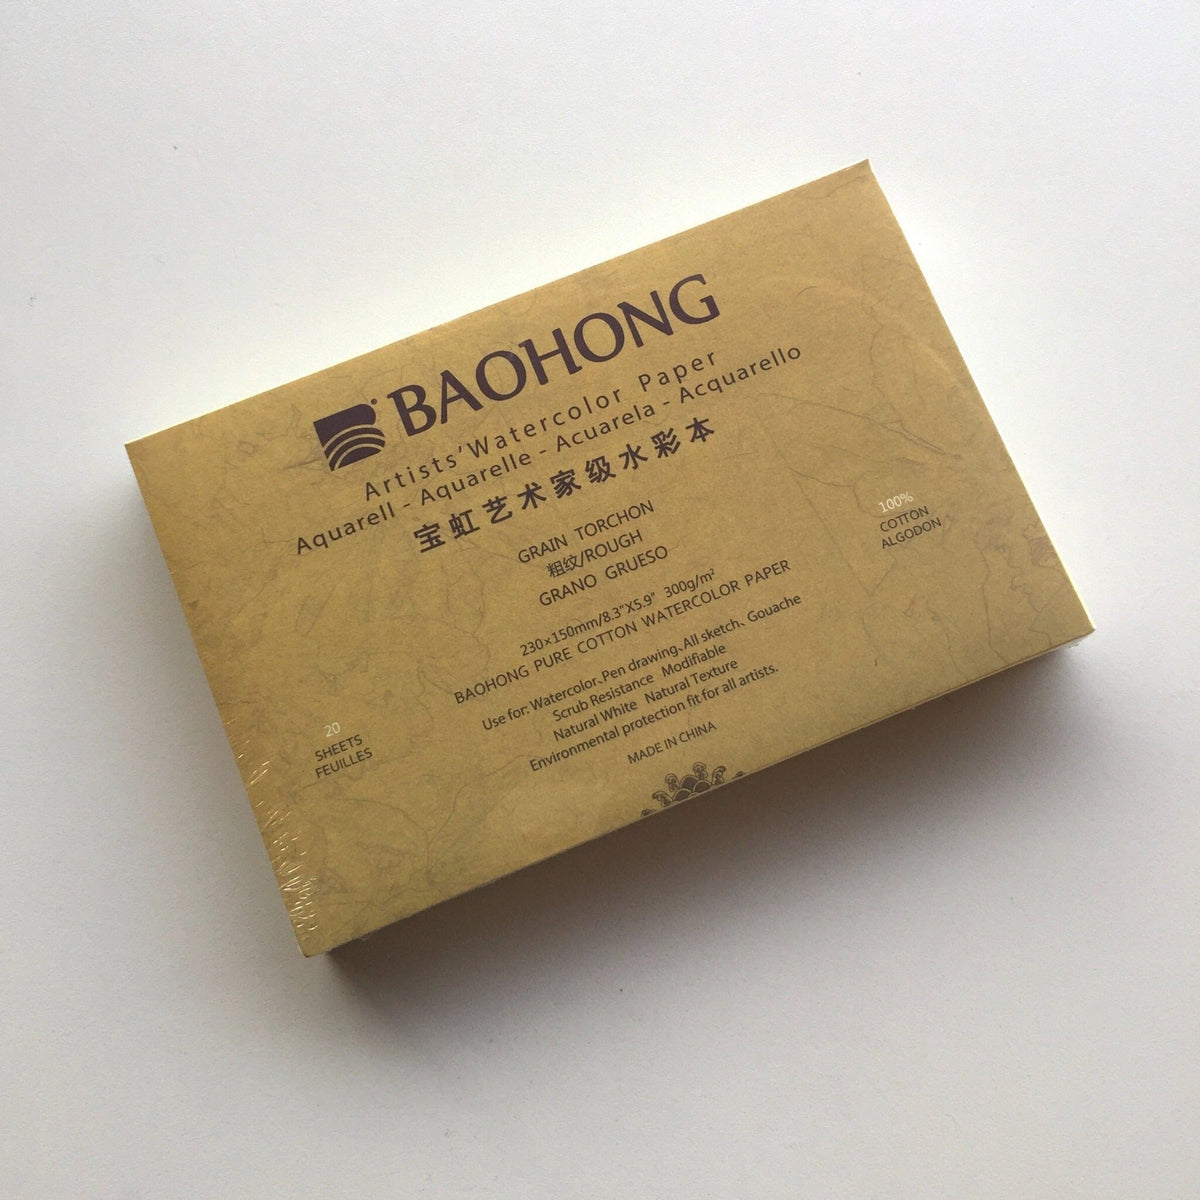 BAOHONG
Artists' Watercolor Paper
Aquarell - Aquarelle - Acuarela - Acquarello
宝虹艺术家级水彩本
GRAIN TORCHON
粗纹/ROUGH
GRANO GRUESO
230×150mm/8.3"X5.9" 300g/m²
BAOHONG PURE COTTON WATERCOLOR PAPER
Use for: Watercolor、Pen drawing、All sketch、Gouache
Scrub Resistance Modifiable
Natural White Natural Texture
Environmental protection fit for all artists.
MADE IN CHINA
100%
COTTON
ALGODON
20
SHEETS
FEUILLES